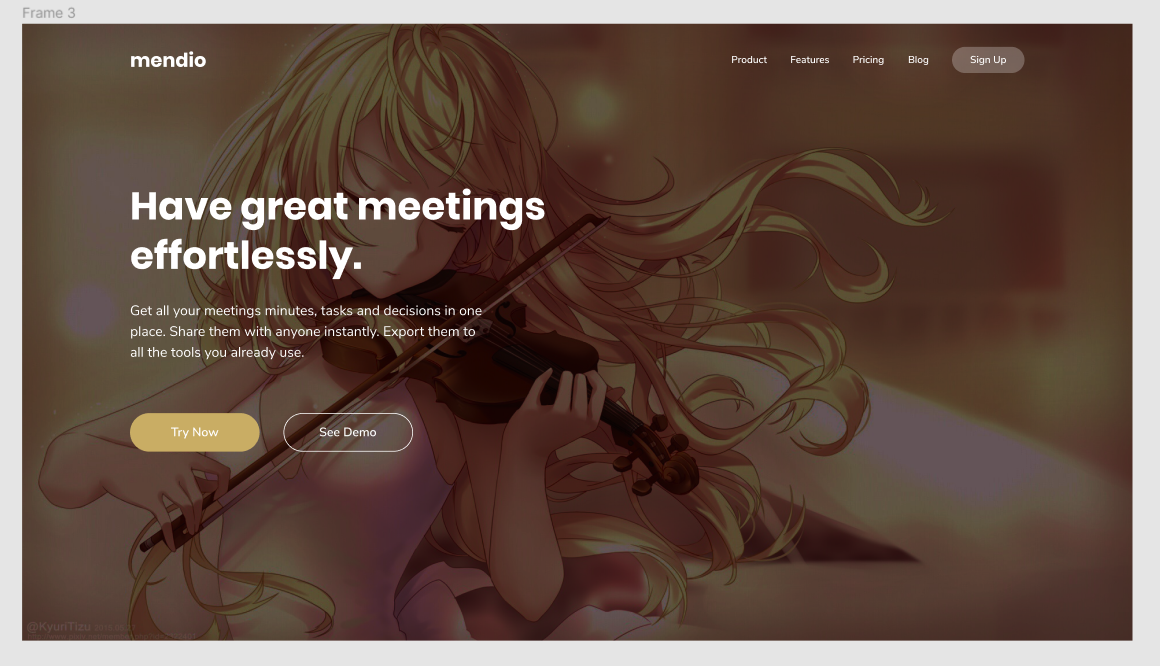 Frame 3
mendio
Product Features Pricing Blog Sign Up
Have great meetings
effortlessly.
Get all your meetings minutes, tasks and decisions in one
place. Share them with anyone instantly. Export them to
all the tools you already use.
Try Now See Demo
@KyuriTizu